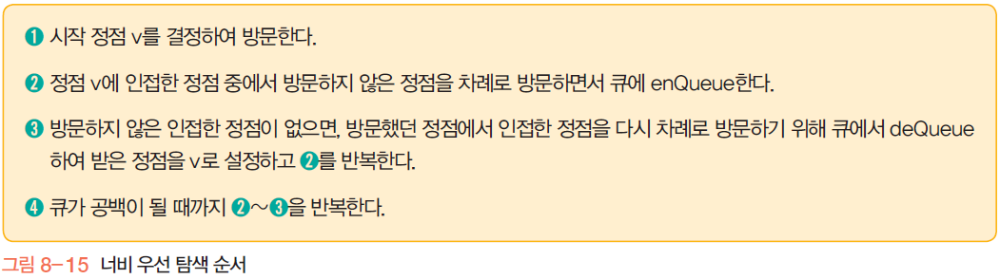 ❶ 시작 정점 v를 결정하여 방문한다.
❷ 정점 v에 인접한 정점 중에서 방문하지 않은 정점을 차례로 방문하면서 큐에 enQueue한다.
❸ 방문하지 않은 인접한 정점이 없으면, 방문했던 정점에서 인접한 정점을 다시 차례로 방문하기 위해 큐에서 deQueue
하여 받은 정점을 v로 설정하고 ❷를 반복한다.
❹ 큐가 공백이 될 때까지 ❷~❸을 반복한다.
그림 8-15 너비 우선 탐색 순서